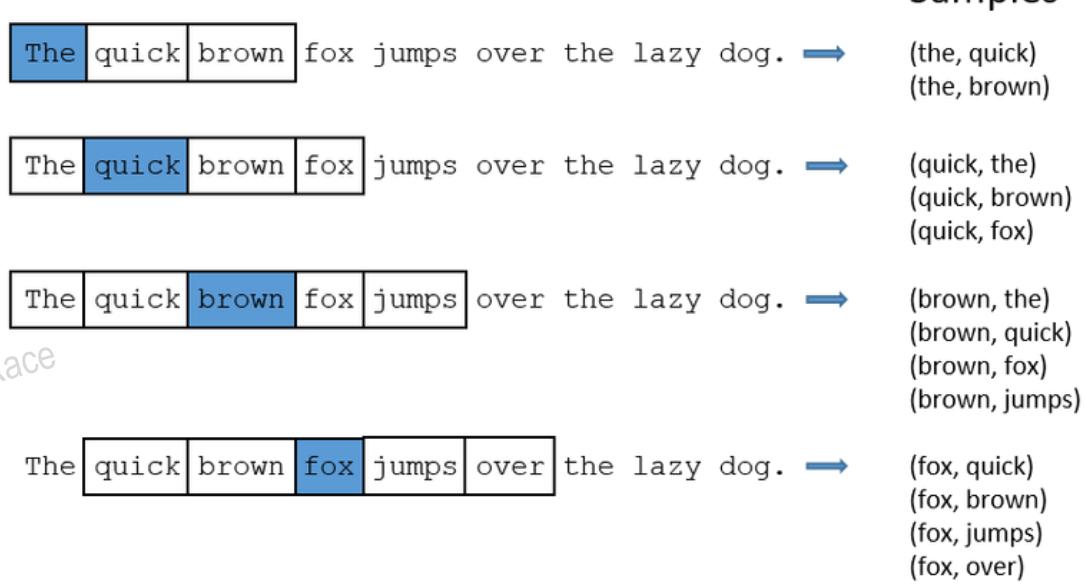 The quick brown fox jumps over the lazy dog.
(the, quick)
(the, brown)
The quick brown fox jumps over the lazy dog.
(quick, the)
(quick, brown)
(quick, fox)
The quick brown fox jumps over the lazy dog.
(brown, the)
(brown, quick)
(brown, fox)
(brown, jumps)
The quick brown fox jumps over the lazy dog.
(fox, quick)
(fox, brown)
(fox, jumps)
(fox, over)